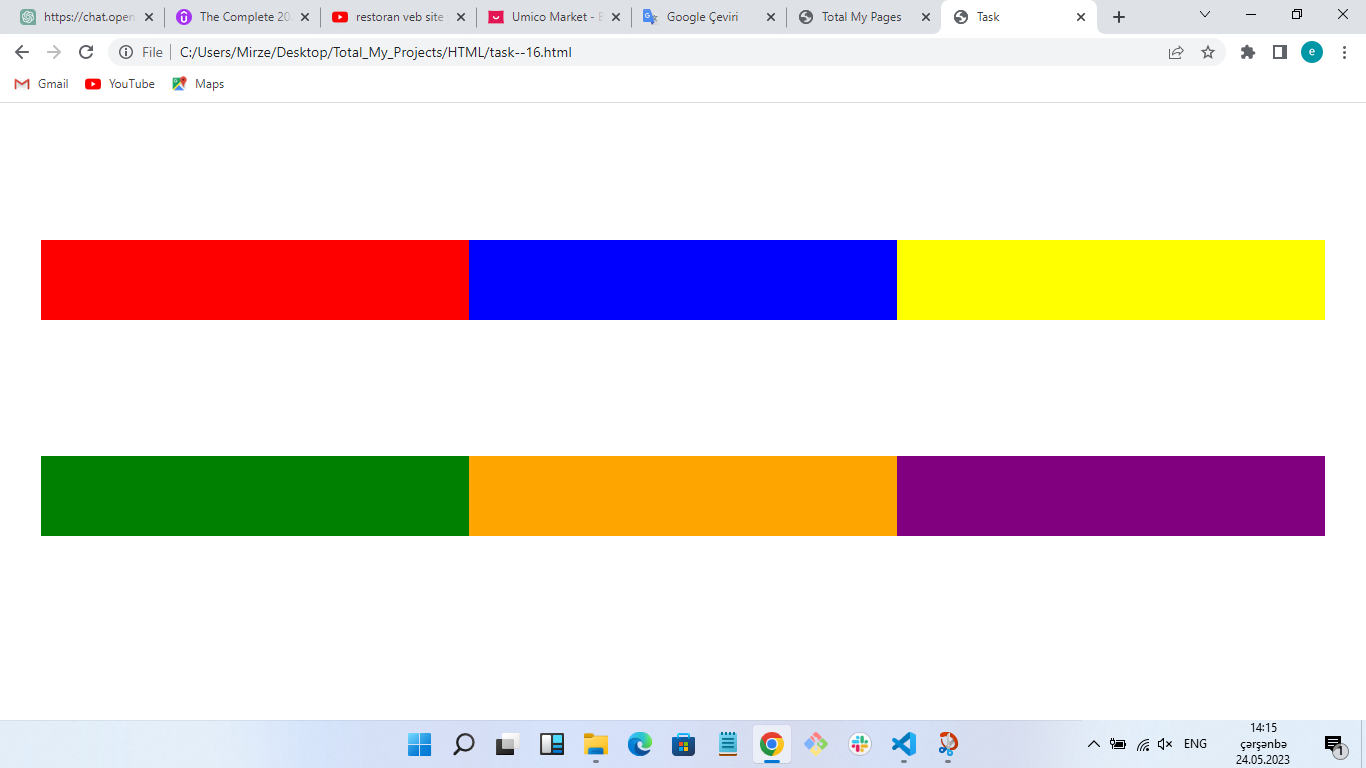 https://chat.open
The Complete 20
restoran veb site
Umico Market - 
Google Çeviri
Total My Pages
Task
File
C:/Users/Mirze/Desktop/Total_My_Projects/HTML/task--16.html
e
Gmail
YouTube
Maps
ENG
14:15
çərşənbə
24.05.2023
1